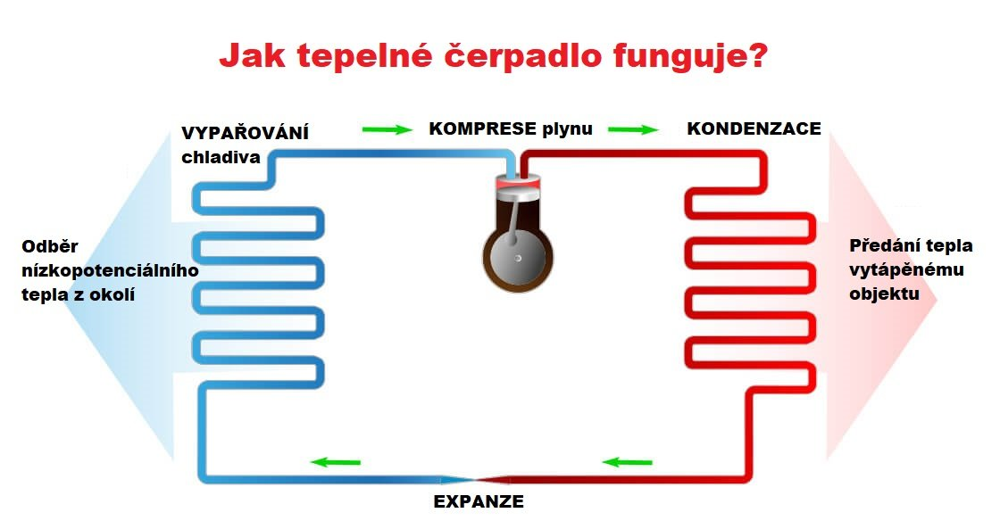 Jak tepelné čerpadlo funguje?
VYPAŘOVÁNÍ
chladiva
KOMPRESE plynu
KONDENZACE
Odběr
nízkopotenciálního
tepla z okolí
Předání tepla
vytápěnému
objektu
EXPANZE